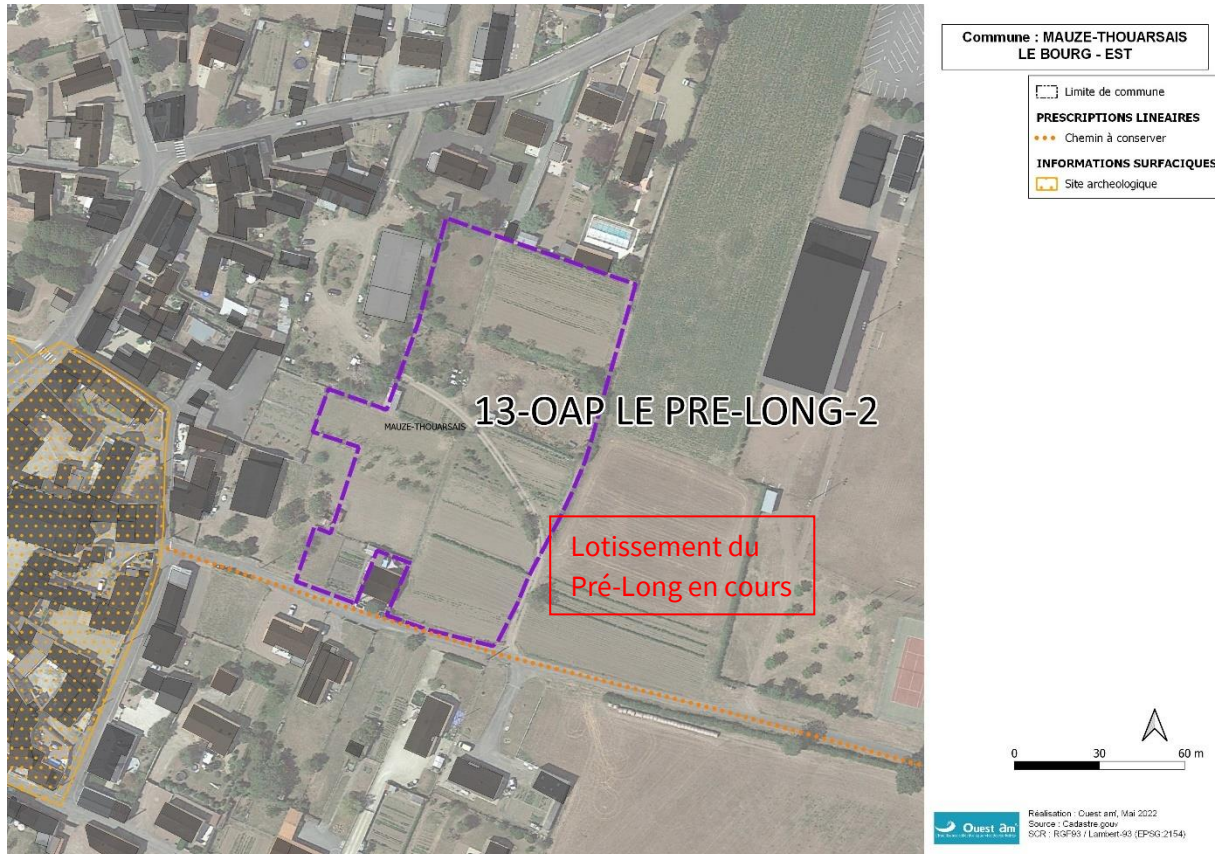 Commune : MAUZE-THOUARSAIS
LE BOURG - EST
Limite de commune
PRESCRIPTIONS LINEAIRES
Chemin à conserver
INFORMATIONS SURFACIQUES
Site archeologique
13-OAP LE PRE-LONG-2
MAUZE-THOUARSAIS
Lotissement du
Pré-Long en cours
0 30 60 m
Ouest am'
Réalisation : Ouest am', Mai 2022
Source : Cadastre.gouv
SCR : RGF93 / Lambert-93 (EPSG:2154)